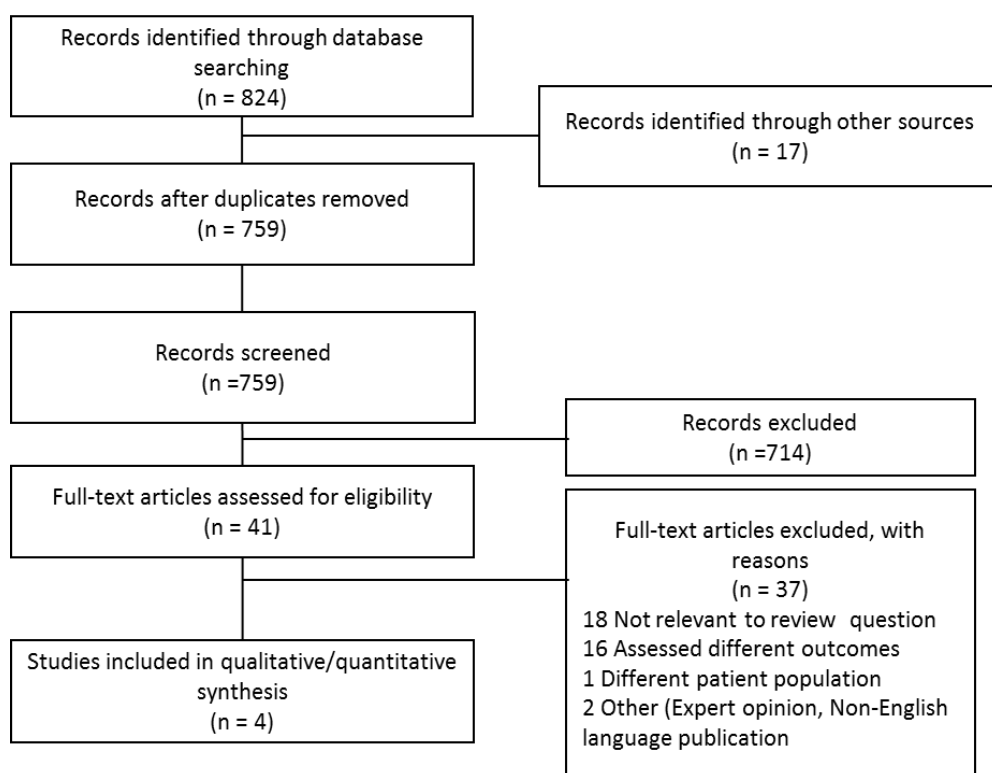 Records identified through database
searching
(n = 824)
Records identified through other sources
(n = 17)
Records after duplicates removed
(n = 759)
Records screened
(n =759)
Records excluded
(n =714)
Full-text articles assessed for eligibility
(n = 41)
Full-text articles excluded, with
reasons
(n = 37)
18 Not relevant to review question
16 Assessed different outcomes
1 Different patient population
2 Other (Expert opinion, Non-English
language publication
Studies included in qualitative/quantitative
synthesis
(n = 4)